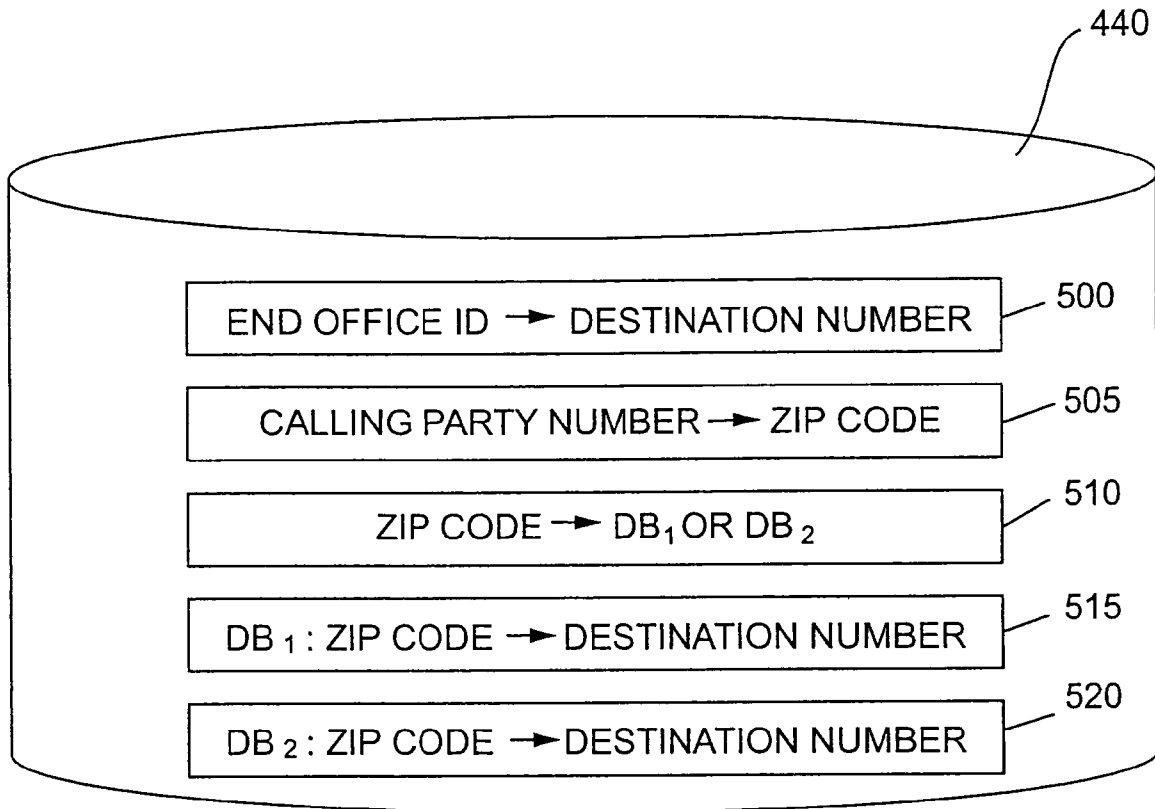 440
END OFFICE ID → DESTINATION NUMBER
500
CALLING PARTY NUMBER → ZIP CODE
505
ZIP CODE → DB₁ OR DB₂
510
DB₁ : ZIP CODE → DESTINATION NUMBER
515
DB₂ : ZIP CODE → DESTINATION NUMBER
520